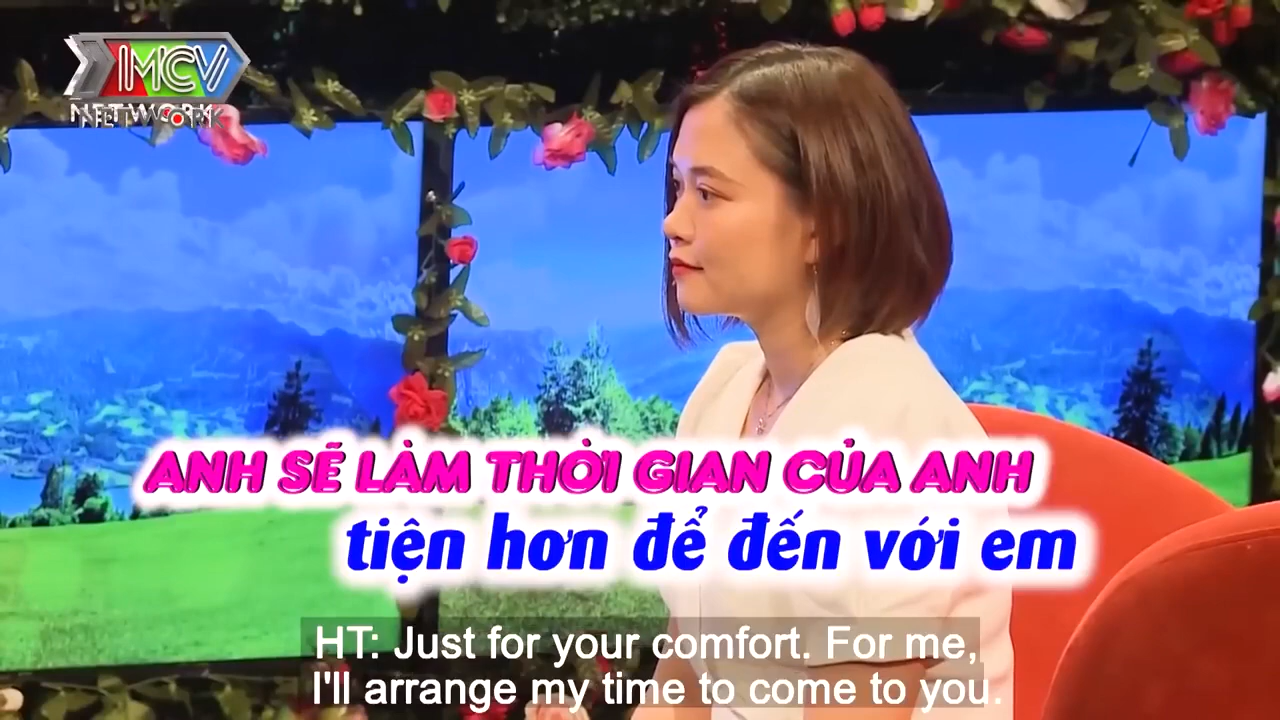 MCV
NETWORK
ANH SẼ LÀM THỜI GIAN CỦA ANH
tiện hơn để đến với em
HT: Just for your comfort. For me,
I'll arrange my time to come to you.